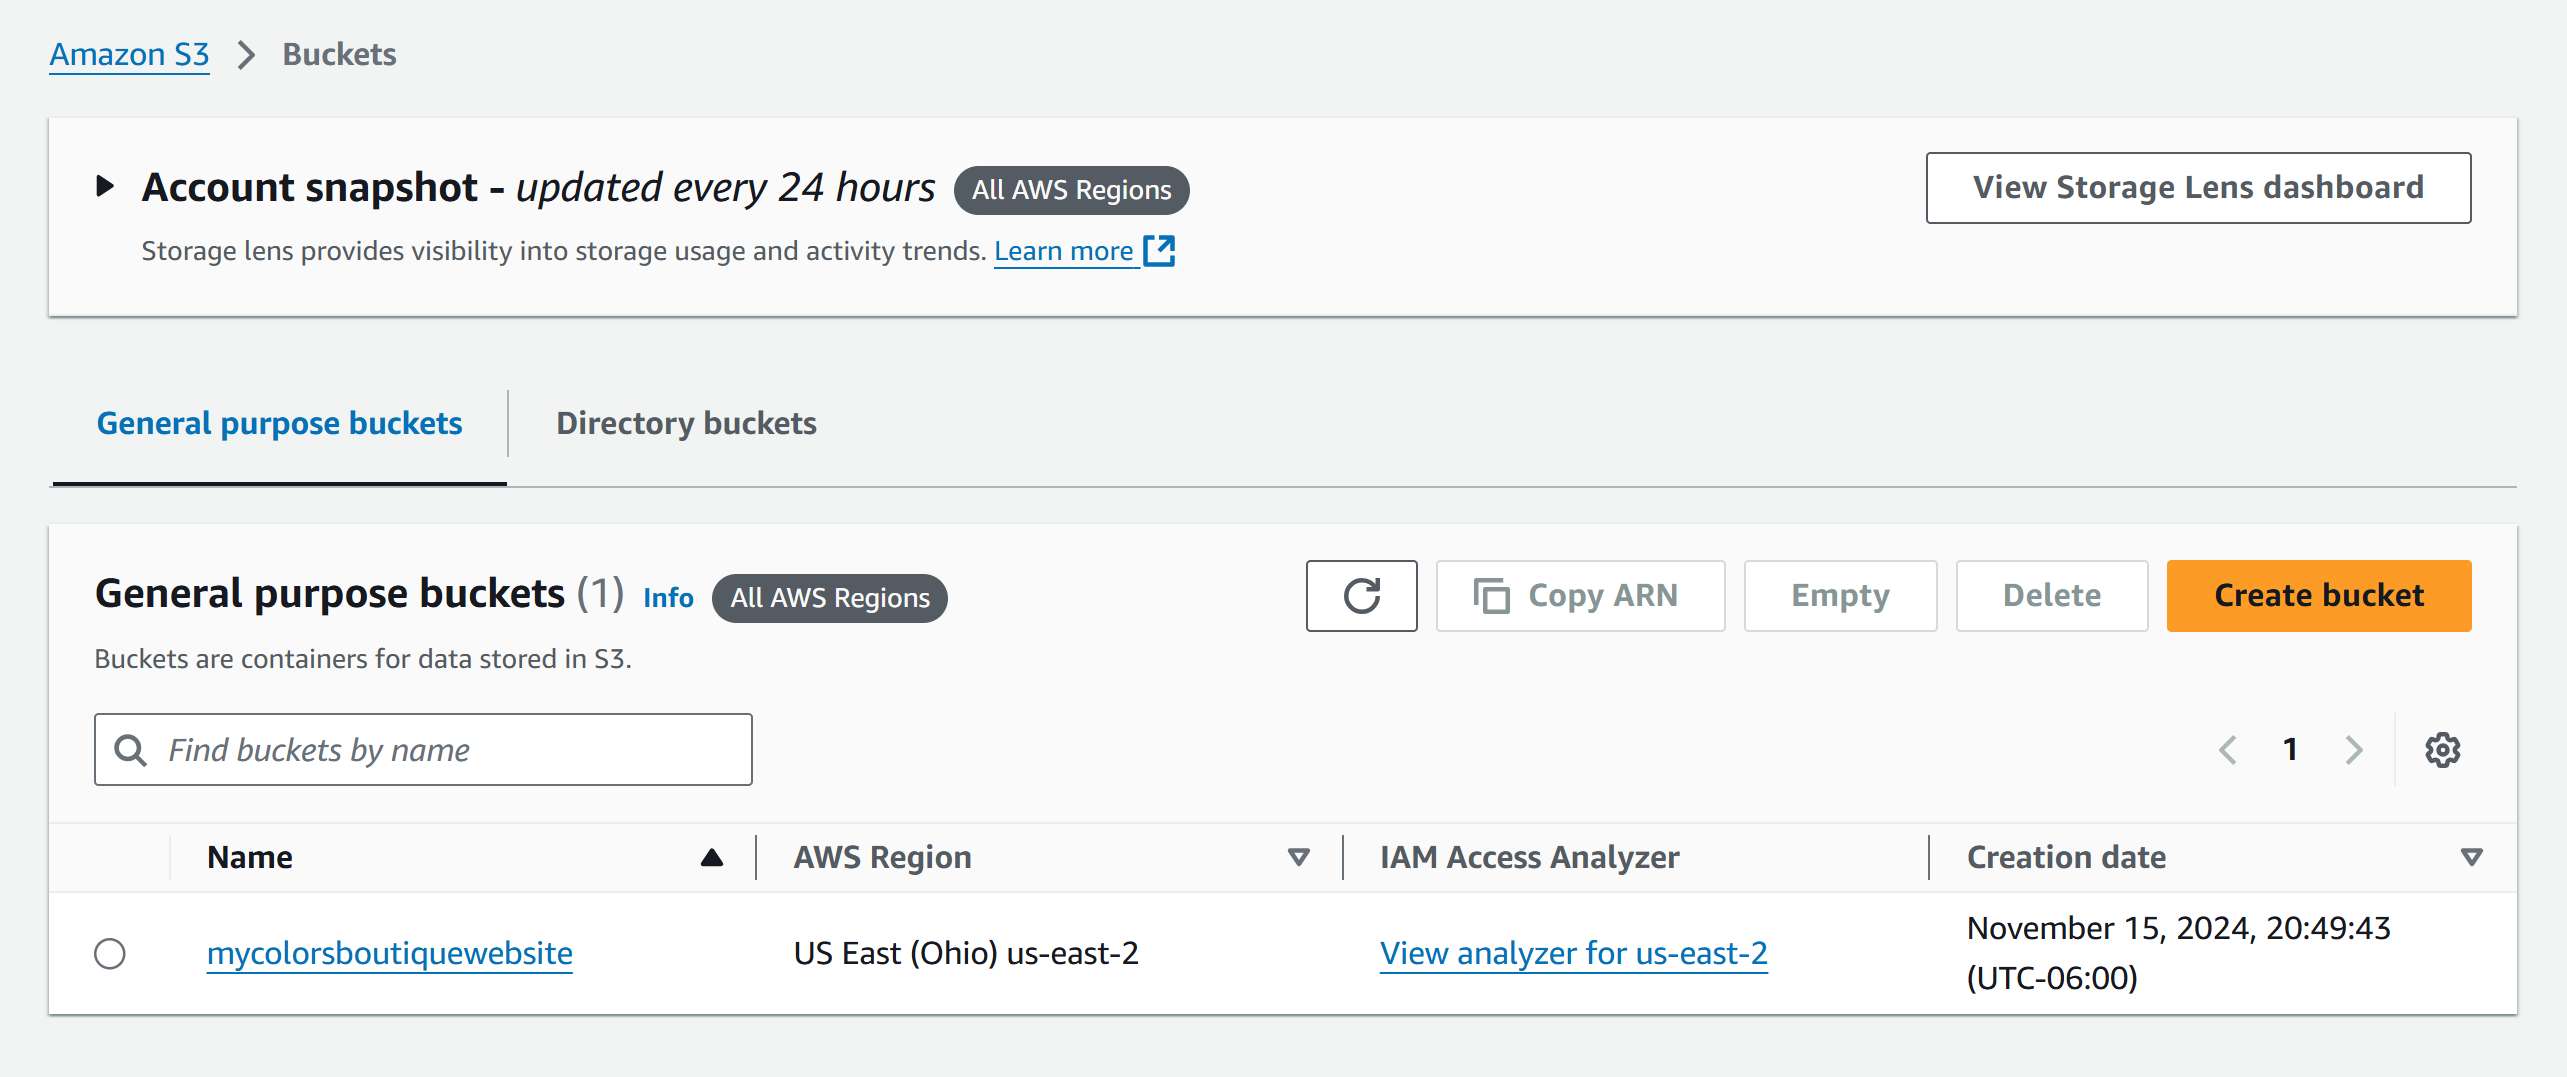 Amazon S3 > Buckets
Account snapshot - updated every 24 hours All AWS Regions
View Storage Lens dashboard
Storage lens provides visibility into storage usage and activity trends. Learn more
General purpose buckets
Directory buckets
General purpose buckets (1) Info All AWS Regions
Copy ARN
Empty
Delete
Create bucket
Buckets are containers for data stored in S3.
Find buckets by name
1
Name
AWS Region
IAM Access Analyzer
Creation date
mycolorsboutiquewebsite
US East (Ohio) us-east-2
View analyzer for us-east-2
November 15, 2024, 20:49:43
(UTC-06:00)